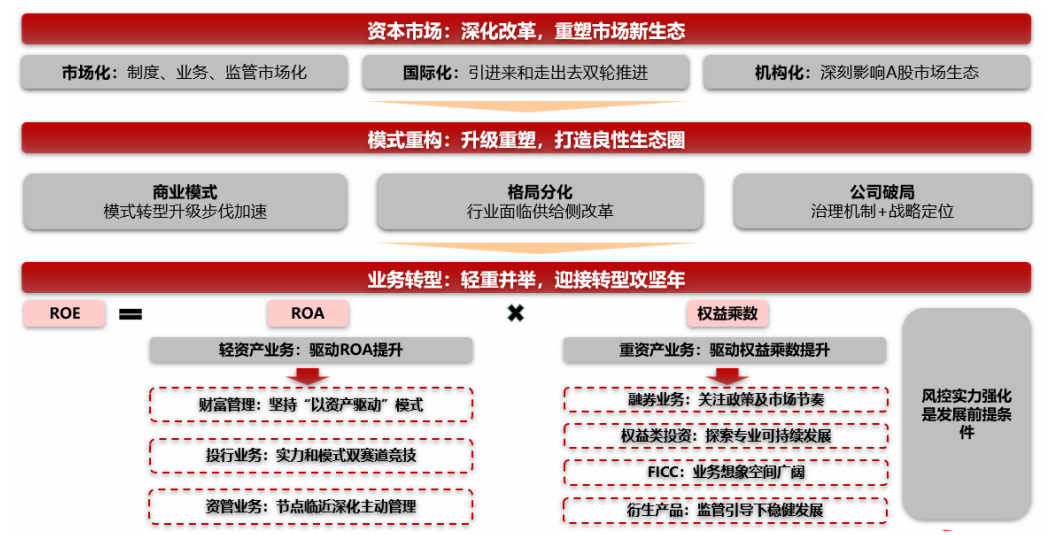 资本市场：深化改革，重塑市场新生态
市场化：制度、业务、监管市场化
国际化：引进来和走出去双轮推进
机构化：深刻影响A股市场生态
模式重构：升级重塑，打造良性生态圈
商业模式
模式转型升级步伐加速
格局分化
行业面临供给侧改革
公司破局
治理机制+战略定位
业务转型：轻重并举，迎接转型攻坚年
ROE = ROA × 权益乘数
轻资产业务：驱动ROA提升
财富管理：坚持“以资产驱动”模式
投行业务：实力和模式双赛道竞技
资管业务：节点临近深化主动管理
重资产业务：驱动权益乘数提升
融券业务：关注政策及市场节奏
权益类投资：探索专业可持续发展
FICC：业务想象空间广阔
衍生产品：监管引导下稳健发展
风控实力强化
是发展前提条
件